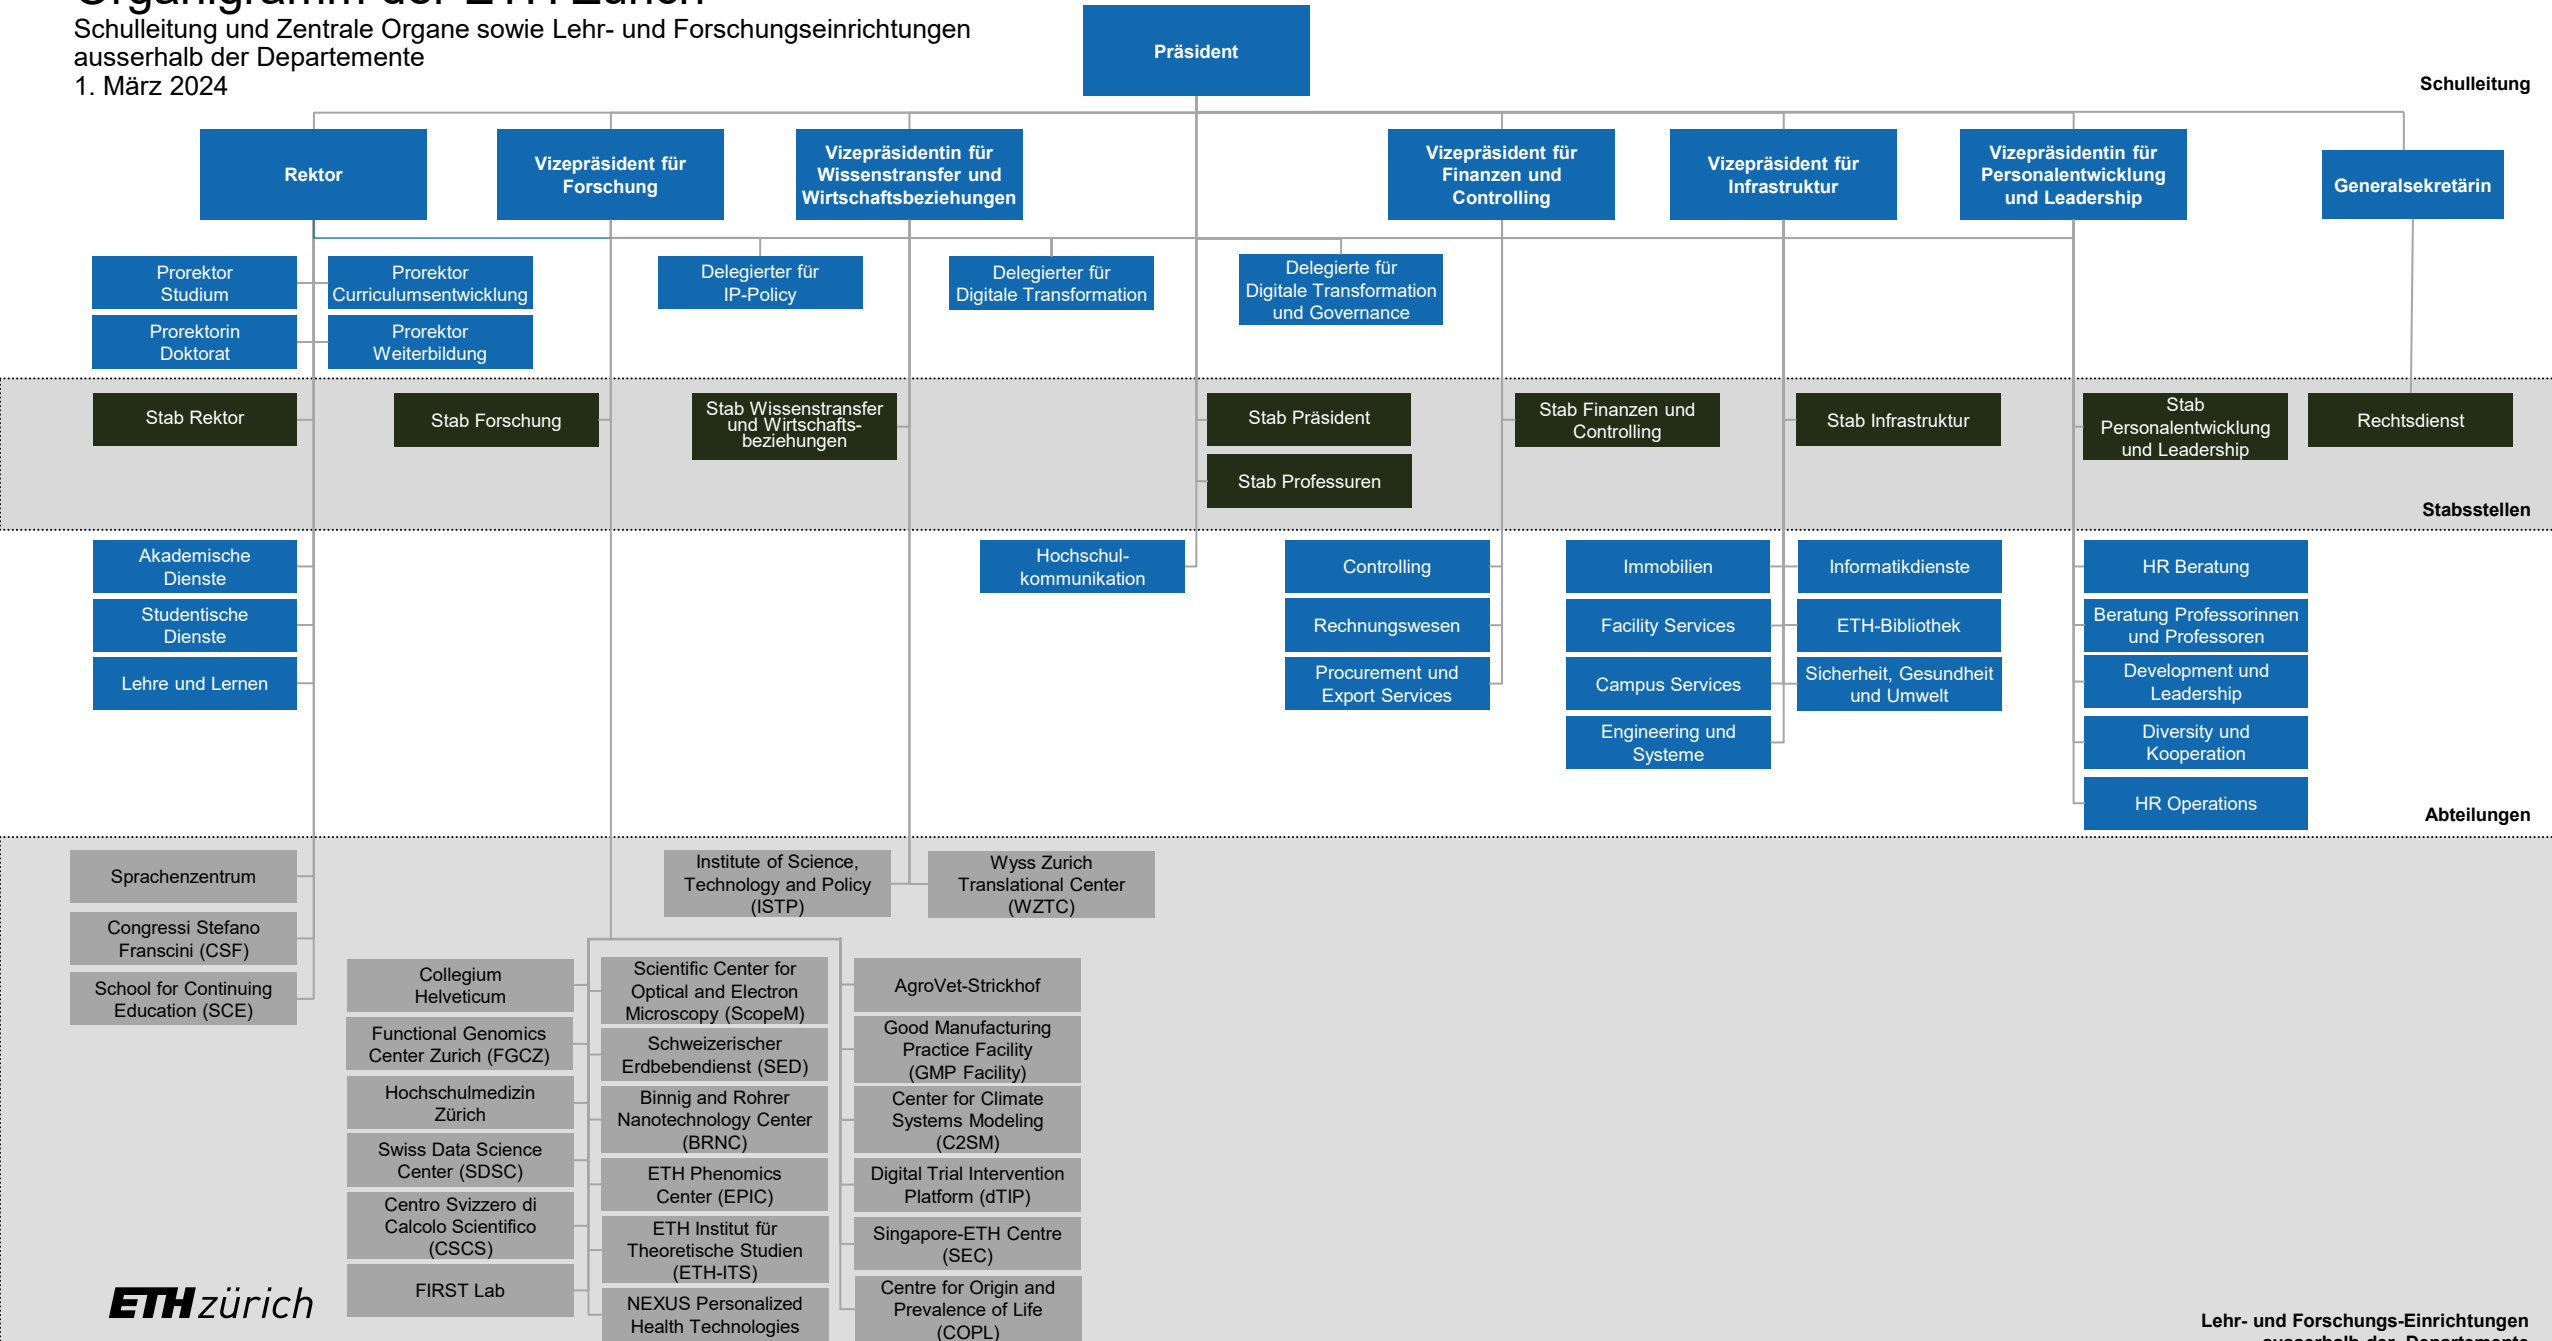 Organigramm der ETH Zürich
Schulleitung und Zentrale Organe sowie Lehr- und Forschungseinrichtungen
ausserhalb der Departemente
1. März 2024
Präsident
Schulleitung
Rektor
Vizepräsident für
Forschung
Vizepräsidentin für
Wissenstransfer und
Wirtschaftsbeziehungen
Vizepräsident für
Finanzen und
Controlling
Vizepräsident für
Infrastruktur
Vizepräsidentin für
Personalentwicklung
und Leadership
Generalsekretärin
Prorektor
Studium
Prorektor
Curriculumsentwicklung
Prorektorin
Doktorat
Prorektor
Weiterbildung
Delegierter für
IP-Policy
Delegierter für
Digitale Transformation
Delegierte für
Digitale Transformation
und Governance
Stab Rektor
Stab Forschung
Stab Wissenstransfer
und Wirtschafts-
beziehungen
Stab Präsident
Stab Professuren
Stab Finanzen und
Controlling
Stab Infrastruktur
Stab
Personalentwicklung
und Leadership
Rechtsdienst
Stabsstellen
Akademische
Dienste
Studentische
Dienste
Lehre und Lernen
Hochschul-
kommunikation
Controlling
Rechnungswesen
Procurement und
Export Services
Immobilien
Facility Services
Campus Services
Engineering und
Systeme
Informatikdienste
ETH-Bibliothek
Sicherheit, Gesundheit
und Umwelt
HR Beratung
Beratung Professorinnen
und Professoren
Development und
Leadership
Diversity und
Kooperation
HR Operations
Abteilungen
Sprachenzentrum
Congressi Stefano
Franscini (CSF)
School for Continuing
Education (SCE)
Institute of Science,
Technology and Policy
(ISTP)
Wyss Zurich
Translational Center
(WZTC)
Collegium
Helveticum
Functional Genomics
Center Zurich (FGCZ)
Hochschulmedizin
Zürich
Swiss Data Science
Center (SDSC)
Centro Svizzero di
Calcolo Scientifico
(CSCS)
FIRST Lab
Scientific Center for
Optical and Electron
Microscopy (ScopeM)
Schweizerischer
Erdbebendienst (SED)
Binnig and Rohrer
Nanotechnology Center
(BRNC)
ETH Phenomics
Center (EPIC)
ETH Institut für
Theoretische Studien
(ETH-ITS)
NEXUS Personalized
Health Technologies
AgroVet-Strickhof
Good Manufacturing
Practice Facility
(GMP Facility)
Center for Climate
Systems Modeling
(C2SM)
Digital Trial Intervention
Platform (dTIP)
Singapore-ETH Centre
(SEC)
Centre for Origin and
Prevalence of Life
(COPL)
ETH zürich
Lehr- und Forschungs-Einrichtungen
ausserhalb der Departemente